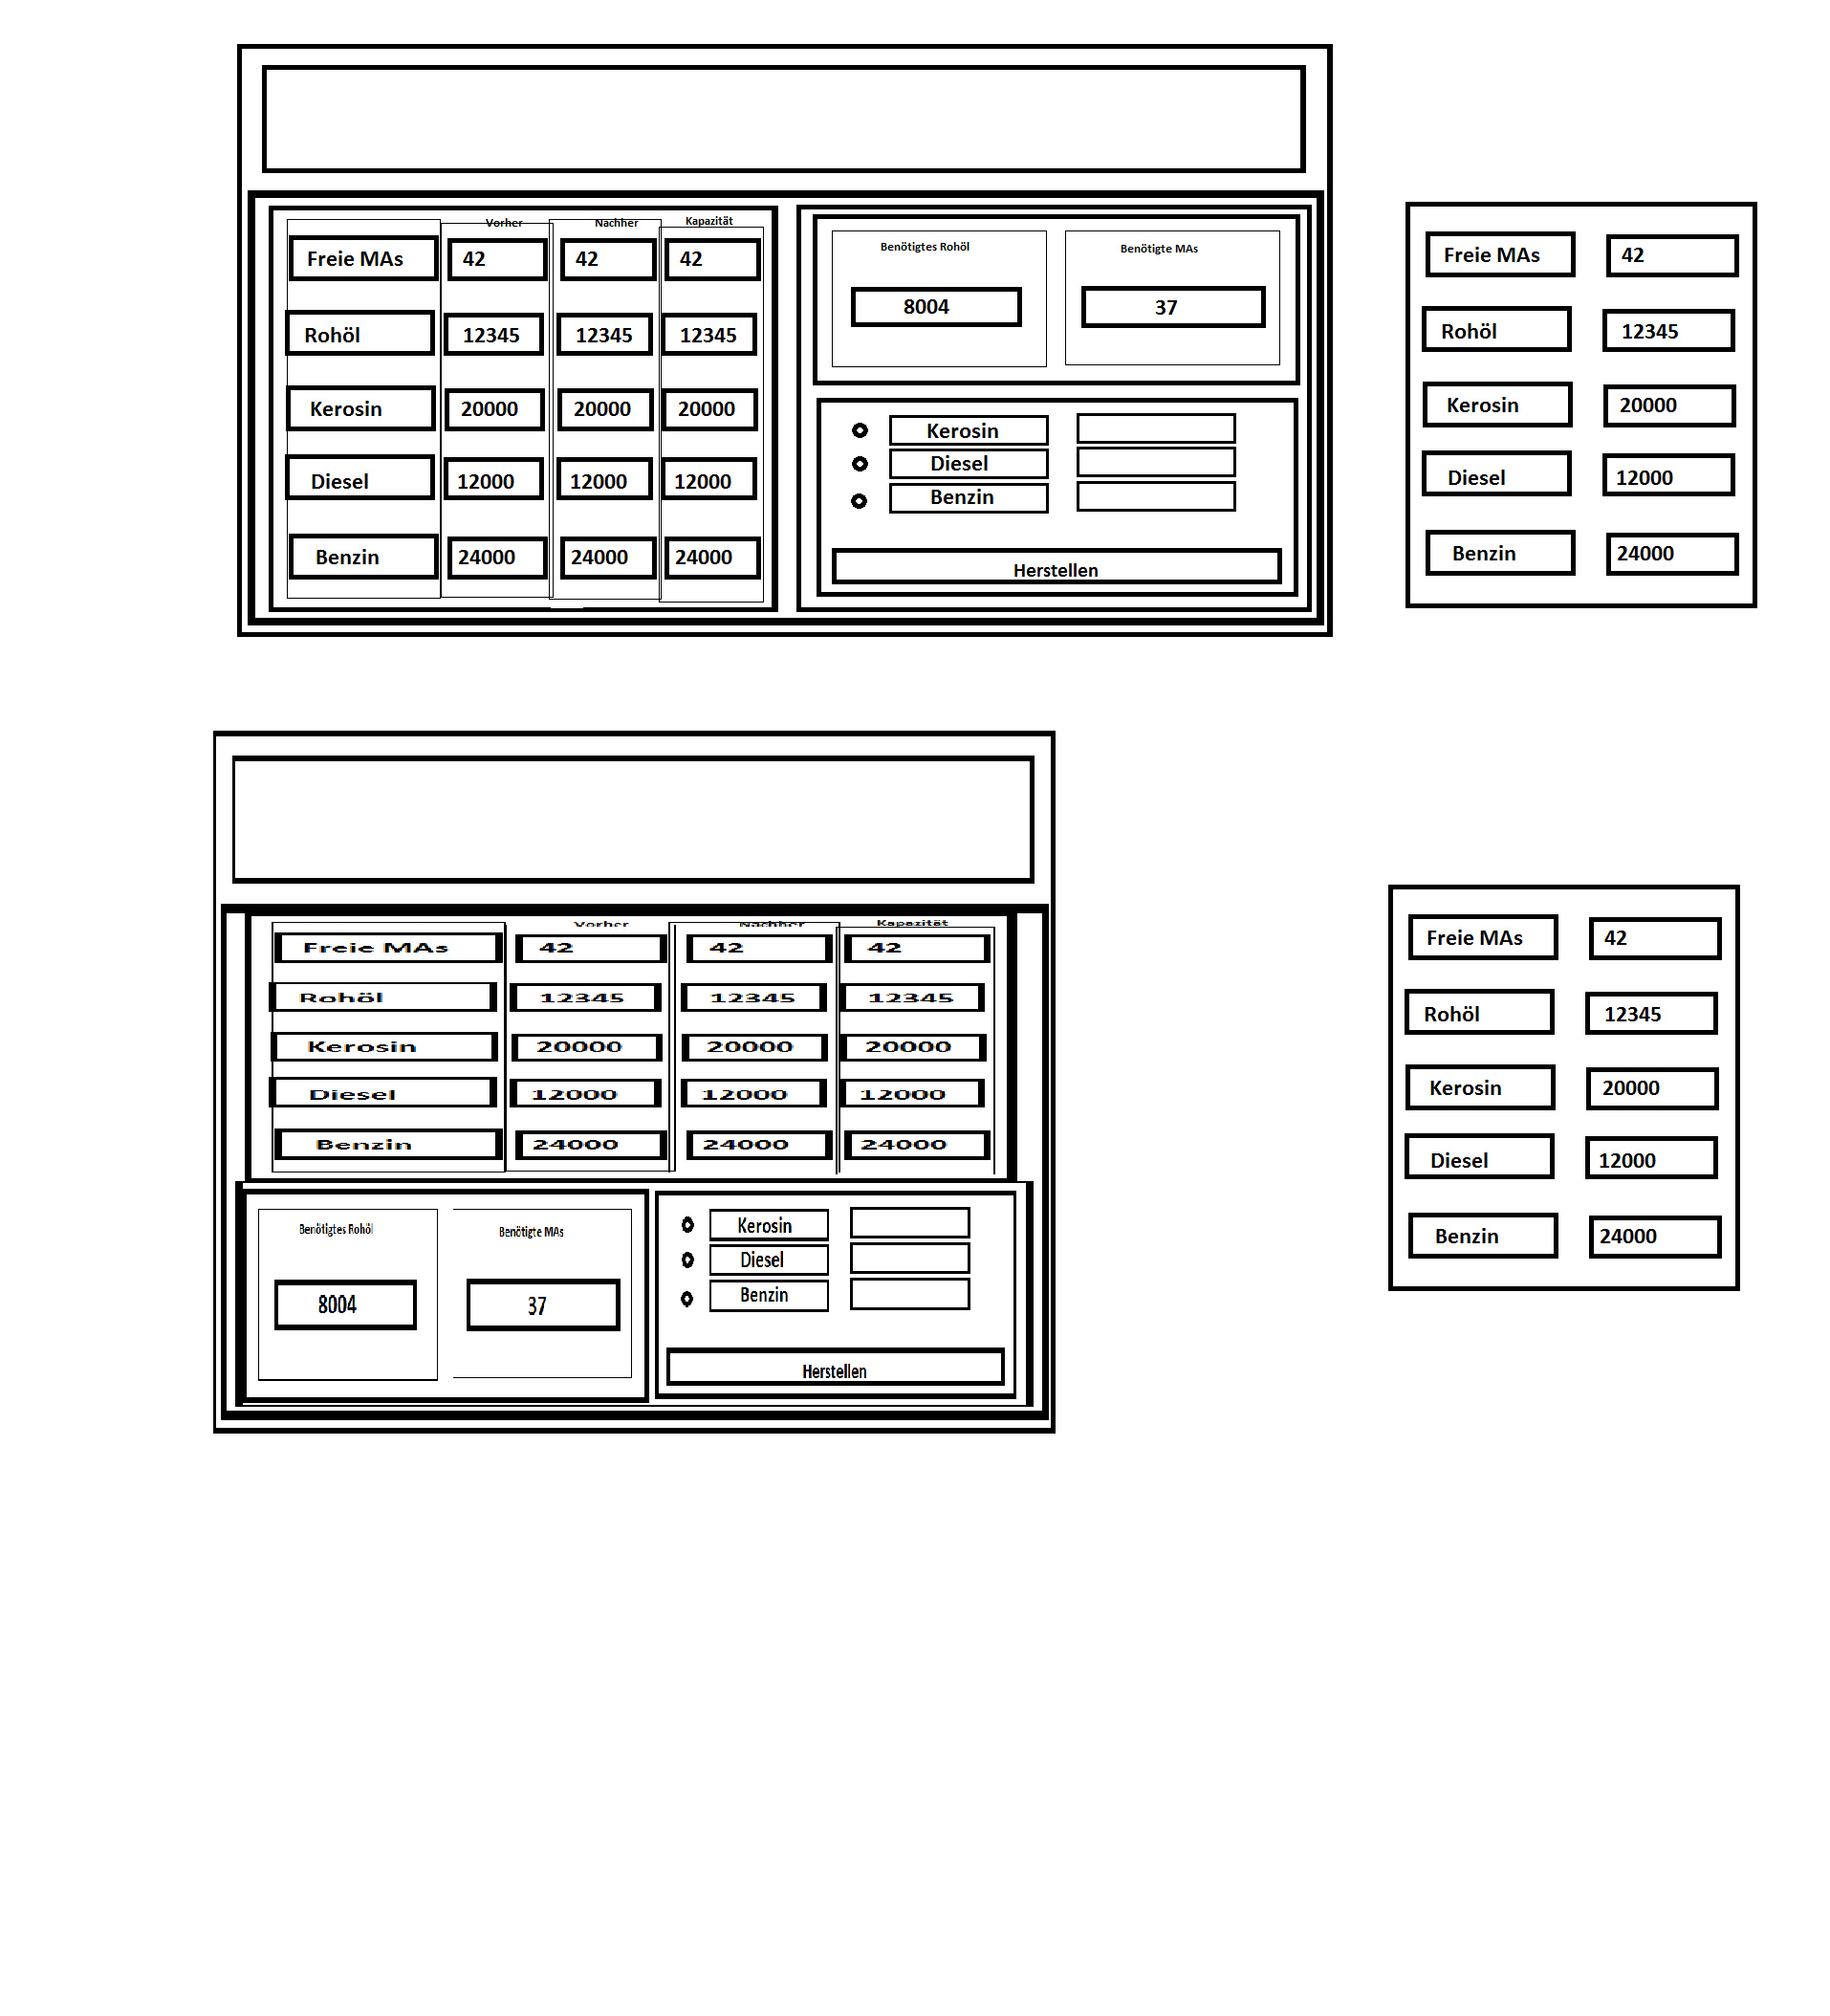 Vorher Nachher Kapazität
Freie MAs 42 42 42
Rohöl 12345 12345 12345
Kerosin 20000 20000 20000
Diesel 12000 12000 12000
Benzin 24000 24000 24000
Benötigtes Rohöl Benötigte MAs
8004 37
Kerosin
Diesel
Benzin
Herstellen
Freie MAs 42
Rohöl 12345
Kerosin 20000
Diesel 12000
Benzin 24000
Vorher Nachher Kapazität
Freie MAs 42 42 42
Rohöl 12345 12345 12345
Kerosin 20000 20000 20000
Diesel 12000 12000 12000
Benzin 24000 24000 24000
Benötigtes Rohöl Benötigte MAs
8004 37
Kerosin
Diesel
Benzin
Herstellen
Freie MAs 42
Rohöl 12345
Kerosin 20000
Diesel 12000
Benzin 24000